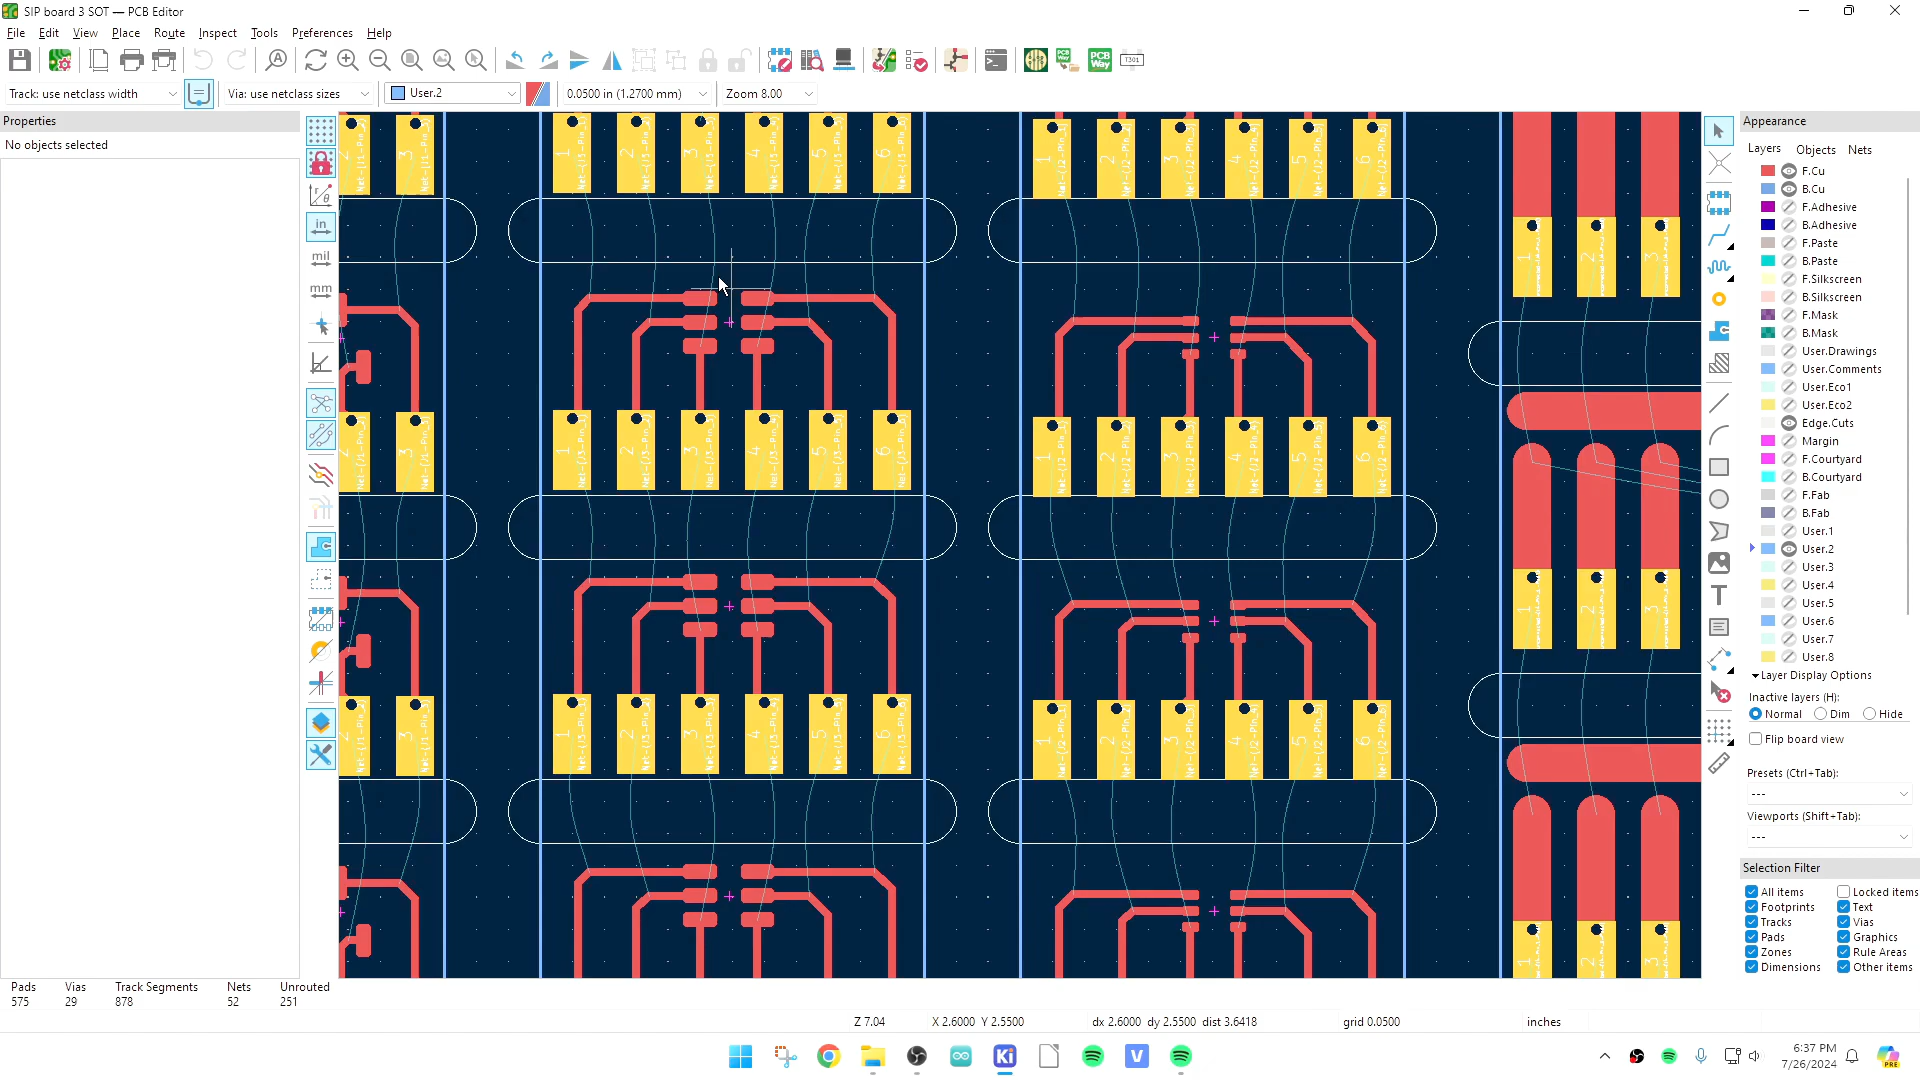 SIP board 3 SOT — PCB Editor
File Edit View Place Route Inspect Tools Preferences Help
PCB Way T301
Track: use netclass width Via: use netclass sizes User.2 0.0500 in (1.2700 mm) Zoom 8.00
Properties
No objects selected
in
mil
mm
Appearance
Layers Objects Nets
F.Cu
B.Cu
F.Adhesive
B.Adhesive
F.Paste
B.Paste
F.Silkscreen
B.Silkscreen
F.Mask
B.Mask
User.Drawings
User.Comments
User.Eco1
User.Eco2
Edge.Cuts
Margin
F.Courtyard
B.Courtyard
F.Fab
B.Fab
User.1
User.2
User.3
User.4
User.5
User.6
User.7
User.8
Layer Display Options
Inactive layers (H):
Normal Dim Hide
Flip board view
Presets (Ctrl+Tab):
---
Viewports (Shift+Tab):
---
Selection Filter
All items Locked items
Footprints Text
Tracks Vias
Pads Graphics
Zones Rule Areas
Dimensions Other items
Pads Vias Track Segments Nets Unrouted
575 29 878 52 251
Z 7.04 X 2.6000 Y 2.5500 dx 2.6000 dy 2.5500 dist 3.6418 grid 0.0500 inches
6:37 PM
7/26/2024